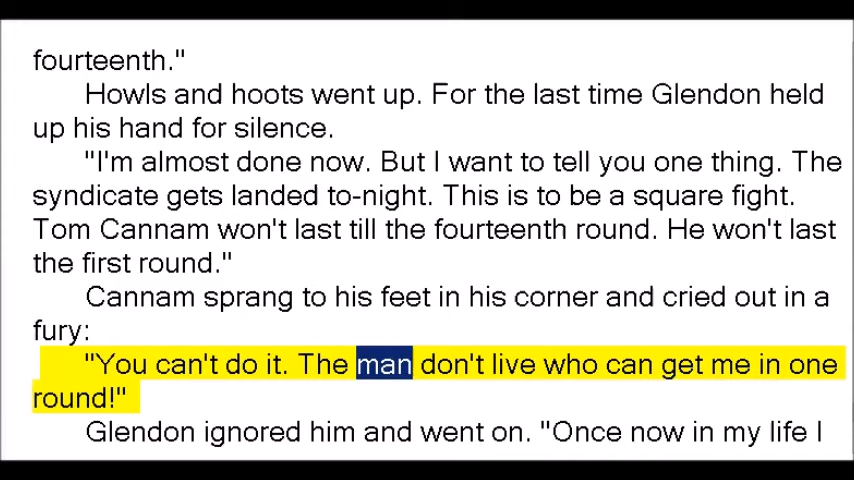 fourteenth."
Howls and hoots went up. For the last time Glendon held
up his hand for silence.
"I'm almost done now. But I want to tell you one thing. The
syndicate gets landed to-night. This is to be a square fight.
Tom Cannam won't last till the fourteenth round. He won't last
the first round."
Cannam sprang to his feet in his corner and cried out in a
fury:
"You can't do it. The man don't live who can get me in one
round!"
Glendon ignored him and went on. "Once now in my life I